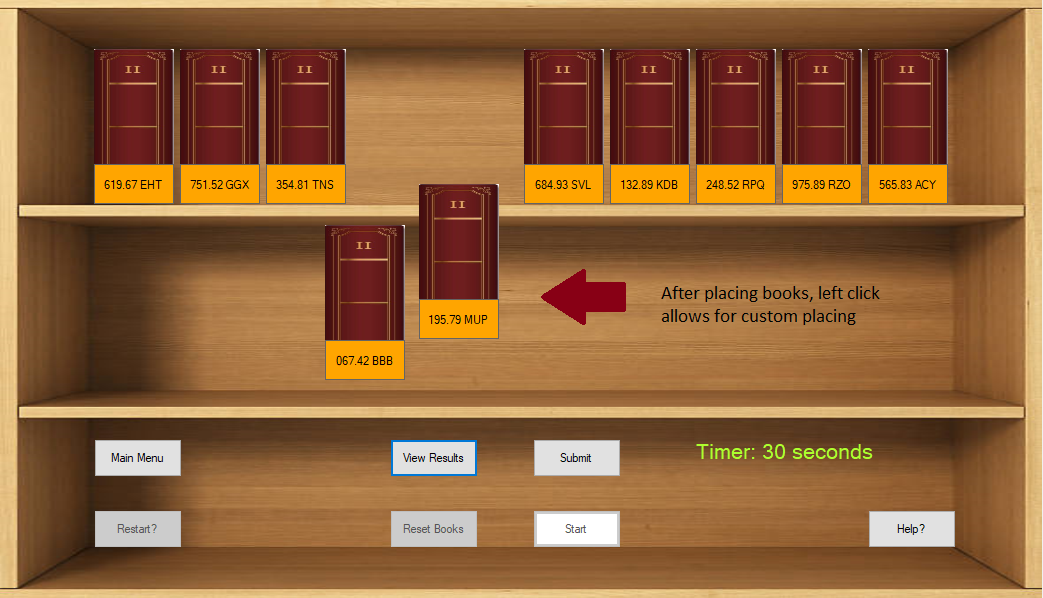 II II II II II II II II
619.67 EHT 751.52 GGX 354.81 TNS 684.93 SVL 132.89 KDB 248.52 RPQ 975.89 RZO 565.83 ACY
II
195.79 MUP
II
067.42 BBB
After placing books, left click
allows for custom placing
Main Menu View Results Submit Timer: 30 seconds
Restart? Reset Books Start Help?